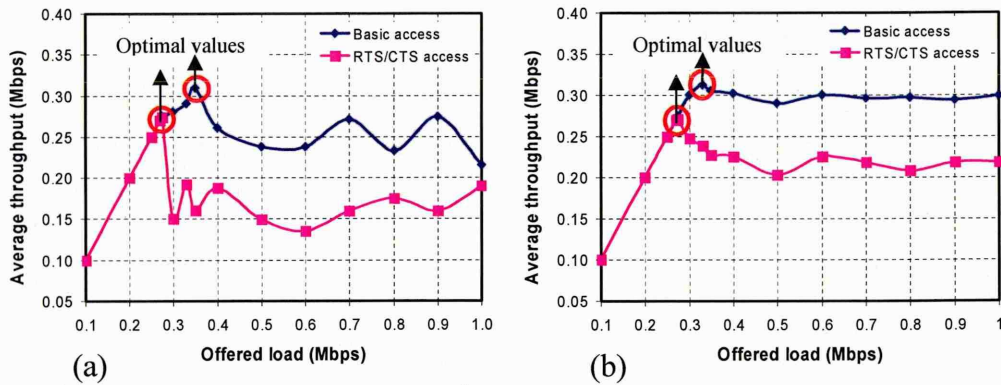 0.40
0.35
0.30
0.25
0.20
0.15
0.10
0.05
Average throughput (Mbps)
Optimal values
Basic access
RTS/CTS access
0.1 0.2 0.3 0.4 0.5 0.6 0.7 0.8 0.9 1.0
Offered load (Mbps)
(a)
0.40
0.35
0.30
0.25
0.20
0.15
0.10
0.05
Average throughput (Mbps)
Optimal values
Basic access
RTS/CTS access
0.1 0.2 0.3 0.4 0.5 0.6 0.7 0.8 0.9 1
Offered load (Mbps)
(b)